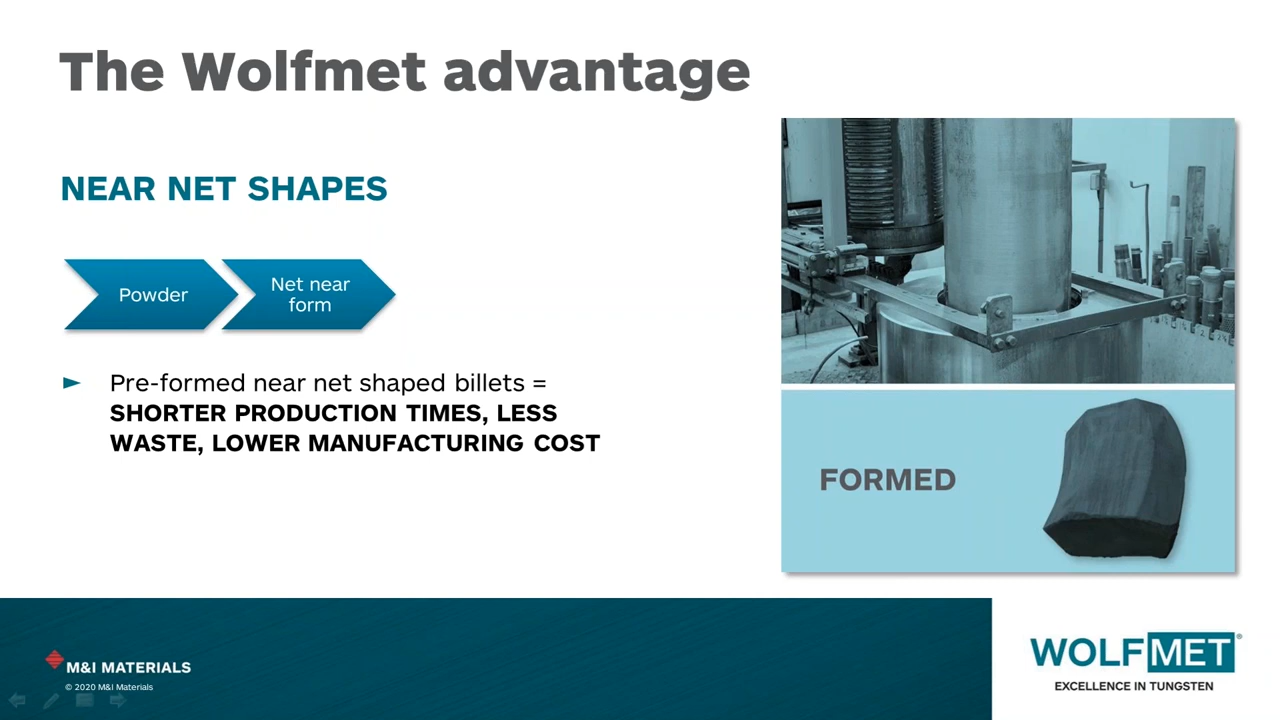 The Wolfmet advantage
NEAR NET SHAPES
Powder
Net near
form
► Pre-formed near net shaped billets =
SHORTER PRODUCTION TIMES, LESS
WASTE, LOWER MANUFACTURING COST
FORMED
M&I MATERIALS
© 2020 M&I Materials
WOLFMET®
EXCELLENCE IN TUNGSTEN